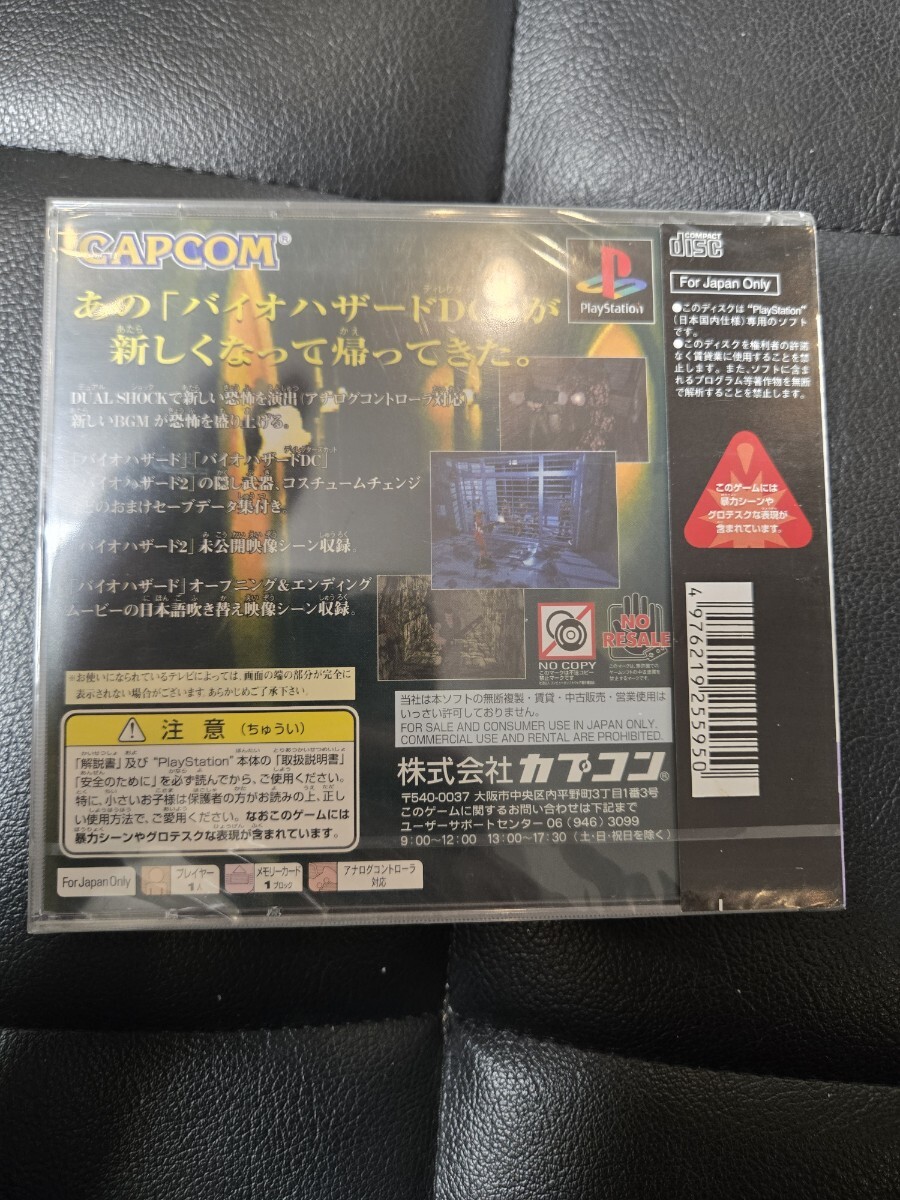 CAPCOM®
あの「バイオハザードDC」が
新しくなって帰ってきた。
DUAL SHOCKで新しい恐怖を演出(アナログコントローラ対応
新しいBGMが恐怖を盛り上げる。
「バイオハザード」「バイオハザードDC」
バイオハザード2」の隠し武器、コスチュームチェンジ
どのおまけセーブデータ集付き
バイオハザード2」未公開映像シーン収録。
「バイオハザード」オープニング&エンディング
ムービーの日本語吹き替え映像シーン収録。
※お使いになられているテレビによっては、画面の端の部分が完全に
表示されない場合がございます。あらかじめご了承下さい。
注意(ちゅうい)
「解説書」及び"PlayStation"本体の「取扱説明書」
「安全のために」を必ず読んでから、ご使用ください。
特に、小さいお子様は保護者の方がお読みの上、正し
い使用方法で、ご愛用ください。なおこのゲームには
暴力シーンやグロテスクな表現が含まれています。
For Japan Only
プレイヤー
1人
メモリーカード
1ブロック
アナログコントローラ
対応
PlayStation
NO COPY
NO
RESALE
当社は本ソフトの無断複製・賃貸・中古販売・営業使用は
いっさい許可しておりません。
FOR SALE AND CONSUMER USE IN JAPAN ONLY.
COMMERCIAL USE AND RENTAL ARE PROHIBITED.
株式会社カプコン®
〒540-0037 大阪市中央区内平野町3丁目1番3号
このゲームに関するお問い合わせは下記まで
ユーザーサポートセンター 06(946)3099
9:00~12:00 13:00~17:30(土・日・祝日を除く)
COMPACT
disc
For Japan Only
●このディスクは "PlayStation"
(日本国内仕様)専用のソフト
です。
●このディスクを権利者の許諾
なく賃貸業に使用することを禁
止します。また、ソフトに含ま
れるプログラム等著作物を無断
で解析することを禁止します。
このゲームには
暴力シーンや
グロテスクな表現が
含まれています。
4976219255950